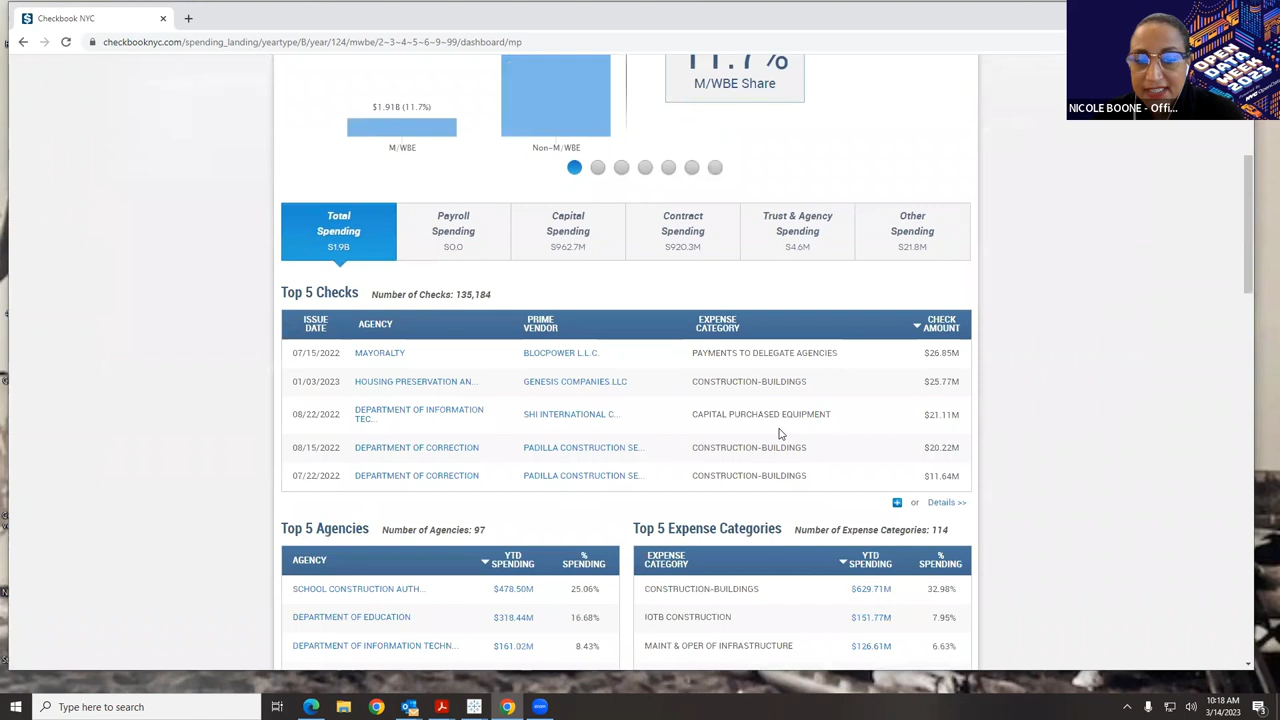 Checkbook NYC
checkbooknyc.com/spending_landing/yeartype/B/year/124/mwbe/2~3~4~5~6~9~99/dashboard/mp
OPEN
DATA
WEEK
2023
NICOLE BOONE - Offi...
11.7%
M/WBE Share
$1.91B (11.7%)
M/WBE
Non-M/WBE
Total Spending $1.9B
Payroll Spending $0.0
Capital Spending $962.7M
Contract Spending $920.3M
Trust & Agency Spending $4.6M
Other Spending $21.8M
Top 5 Checks Number of Checks: 135,184
ISSUE DATE AGENCY PRIME VENDOR EXPENSE CATEGORY CHECK AMOUNT
07/15/2022 MAYORALTY BLOCPOWER L.L.C. PAYMENTS TO DELEGATE AGENCIES $26.85M
01/03/2023 HOUSING PRESERVATION AN... GENESIS COMPANIES LLC CONSTRUCTION-BUILDINGS $25.77M
08/22/2022 DEPARTMENT OF INFORMATION TEC... SHI INTERNATIONAL C... CAPITAL PURCHASED EQUIPMENT $21.11M
08/15/2022 DEPARTMENT OF CORRECTION PADILLA CONSTRUCTION SE... CONSTRUCTION-BUILDINGS $20.22M
07/22/2022 DEPARTMENT OF CORRECTION PADILLA CONSTRUCTION SE... CONSTRUCTION-BUILDINGS $11.64M
or Details >>
Top 5 Agencies Number of Agencies: 97
AGENCY YTD SPENDING % SPENDING
SCHOOL CONSTRUCTION AUTH... $478.50M 25.06%
DEPARTMENT OF EDUCATION $318.44M 16.68%
DEPARTMENT OF INFORMATION TECHN... $161.02M 8.43%
Top 5 Expense Categories Number of Expense Categories: 114
EXPENSE CATEGORY YTD SPENDING % SPENDING
CONSTRUCTION-BUILDINGS $629.71M 32.98%
IOTB CONSTRUCTION $151.77M 7.95%
MAINT & OPER OF INFRASTRUCTURE $126.61M 6.63%
Type here to search
10:18 AM
3/14/2023